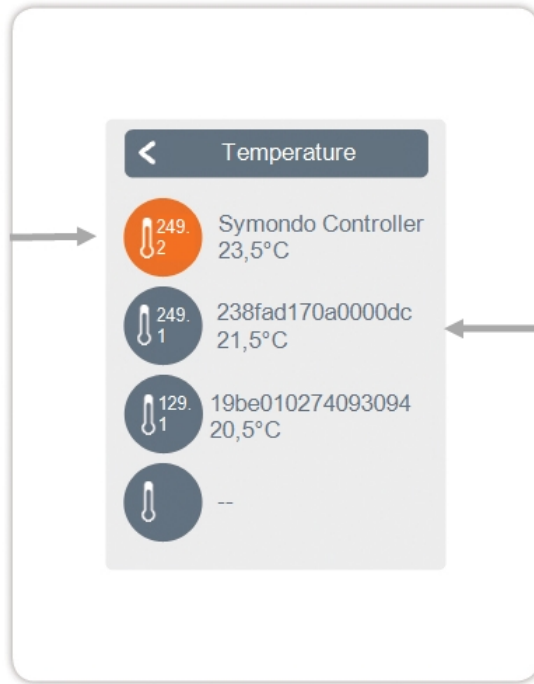 Temperature
249.
2
Symondo Controller
23,5°C
249.
1
238fad170a0000dc
21,5°C
129.
1
19be010274093094
20,5°C
--